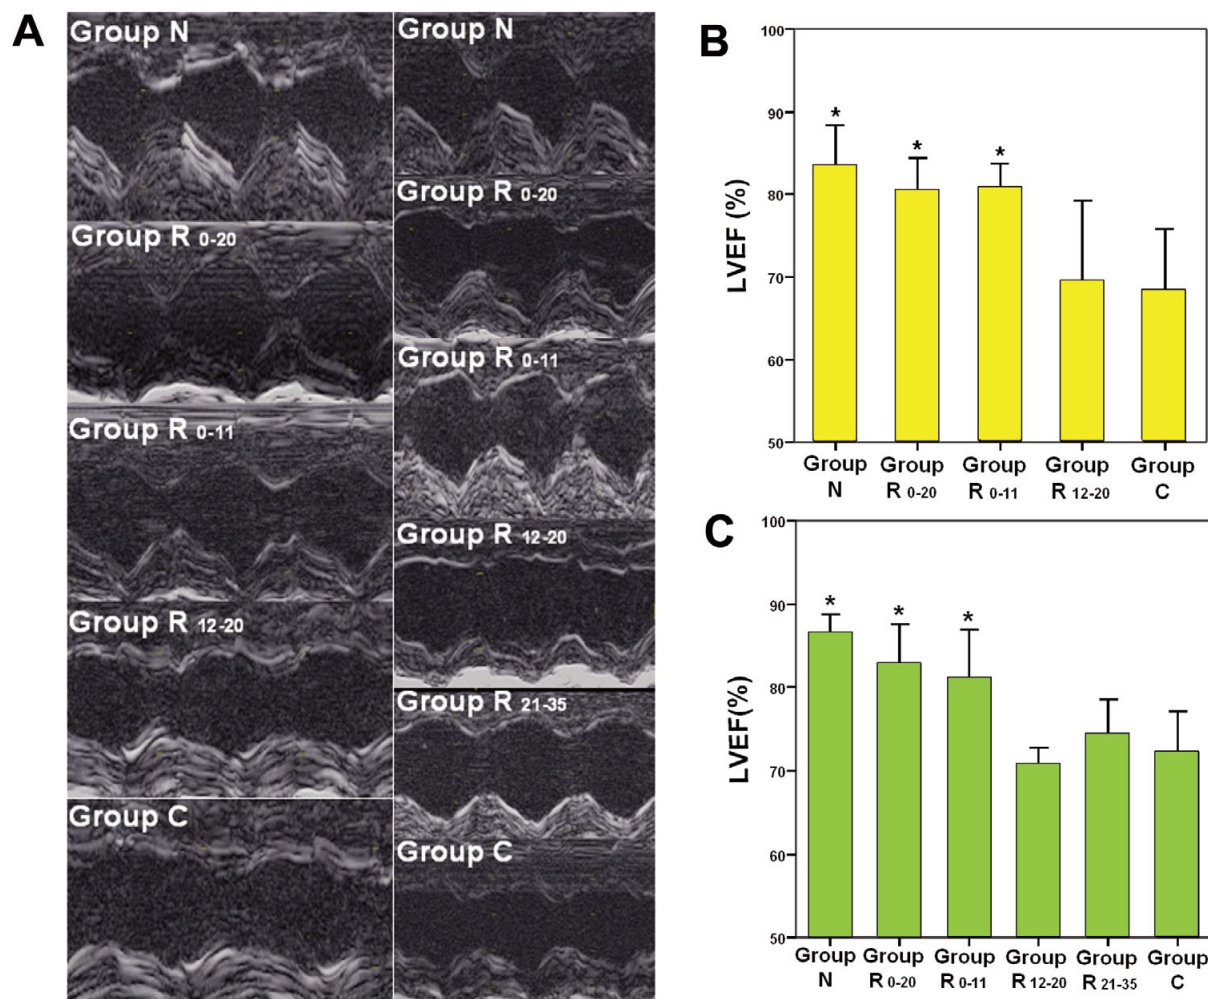 A
Group N
Group R 0-20
Group R 0-11
Group R 12-20
Group C
Group N
Group R 0-20
Group R 0-11
Group R 12-20
Group R 21-35
Group C
B
LVEF (%)
100
90
80
70
60
50
* * *
Group N
Group R 0-20
Group R 0-11
Group R 12-20
Group C
C
LVEF(%)
100
90
80
70
60
50
* * *
Group N
Group R 0-20
Group R 0-11
Group R 12-20
Group R 21-35
Group C